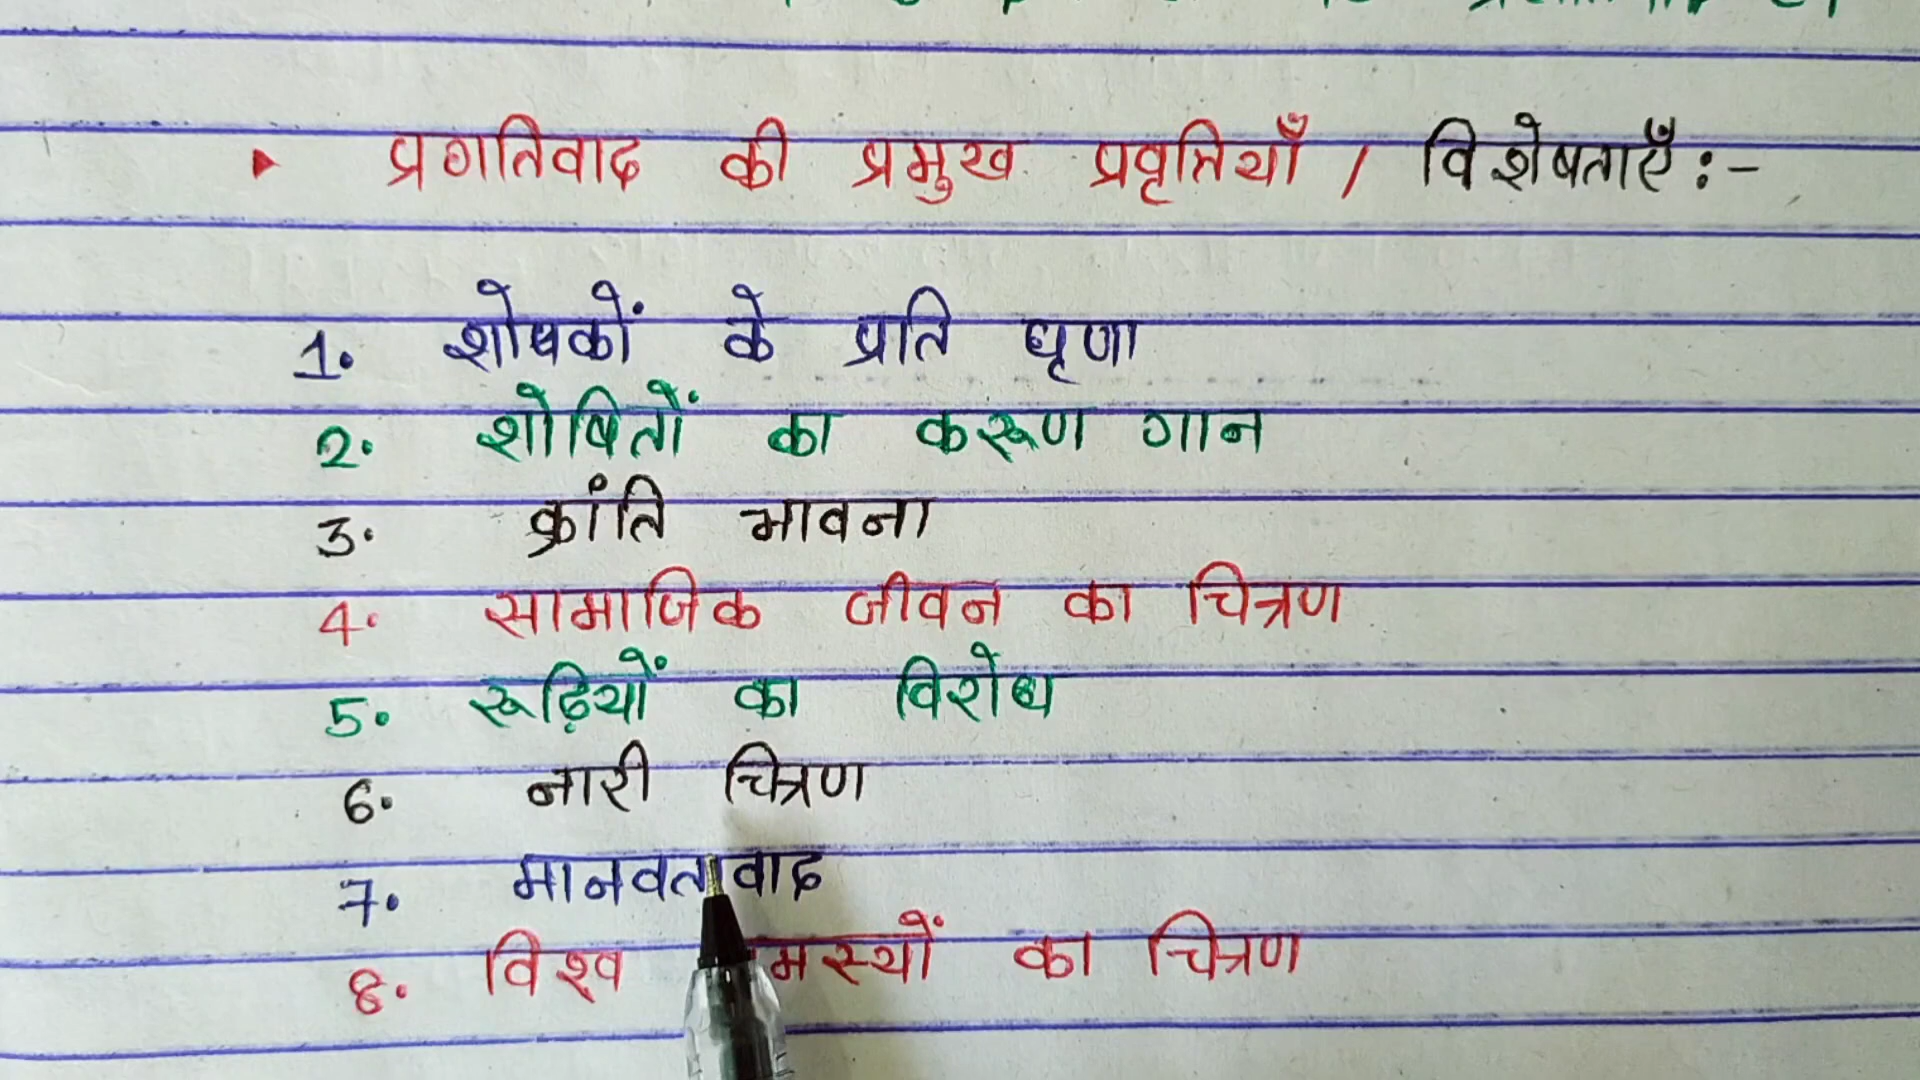 ▶ प्रगतिवाद की प्रमुख प्रवृत्तियाँ / विशेषताएँ :-
1. शोषकों के प्रति घृणा
2. शोषितों का करूण गान
3. क्रांति भावना
4. सामाजिक जीवन का चित्रण
5. रूढ़ियों का विरोध
6. नारी चित्रण
7. मानवतावाद
8. विश्व मस्यों का चित्रण